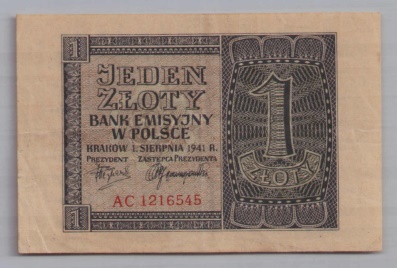 1
JEDEN
ZŁOTY
BANK EMISYJNY
W POLSCE
KRAKÓW 1. SIERPNIA 1941 R.
PREZYDENT ZASTĘPCA PREZYDENTA
AC 1216545
1
1
ZŁOTY